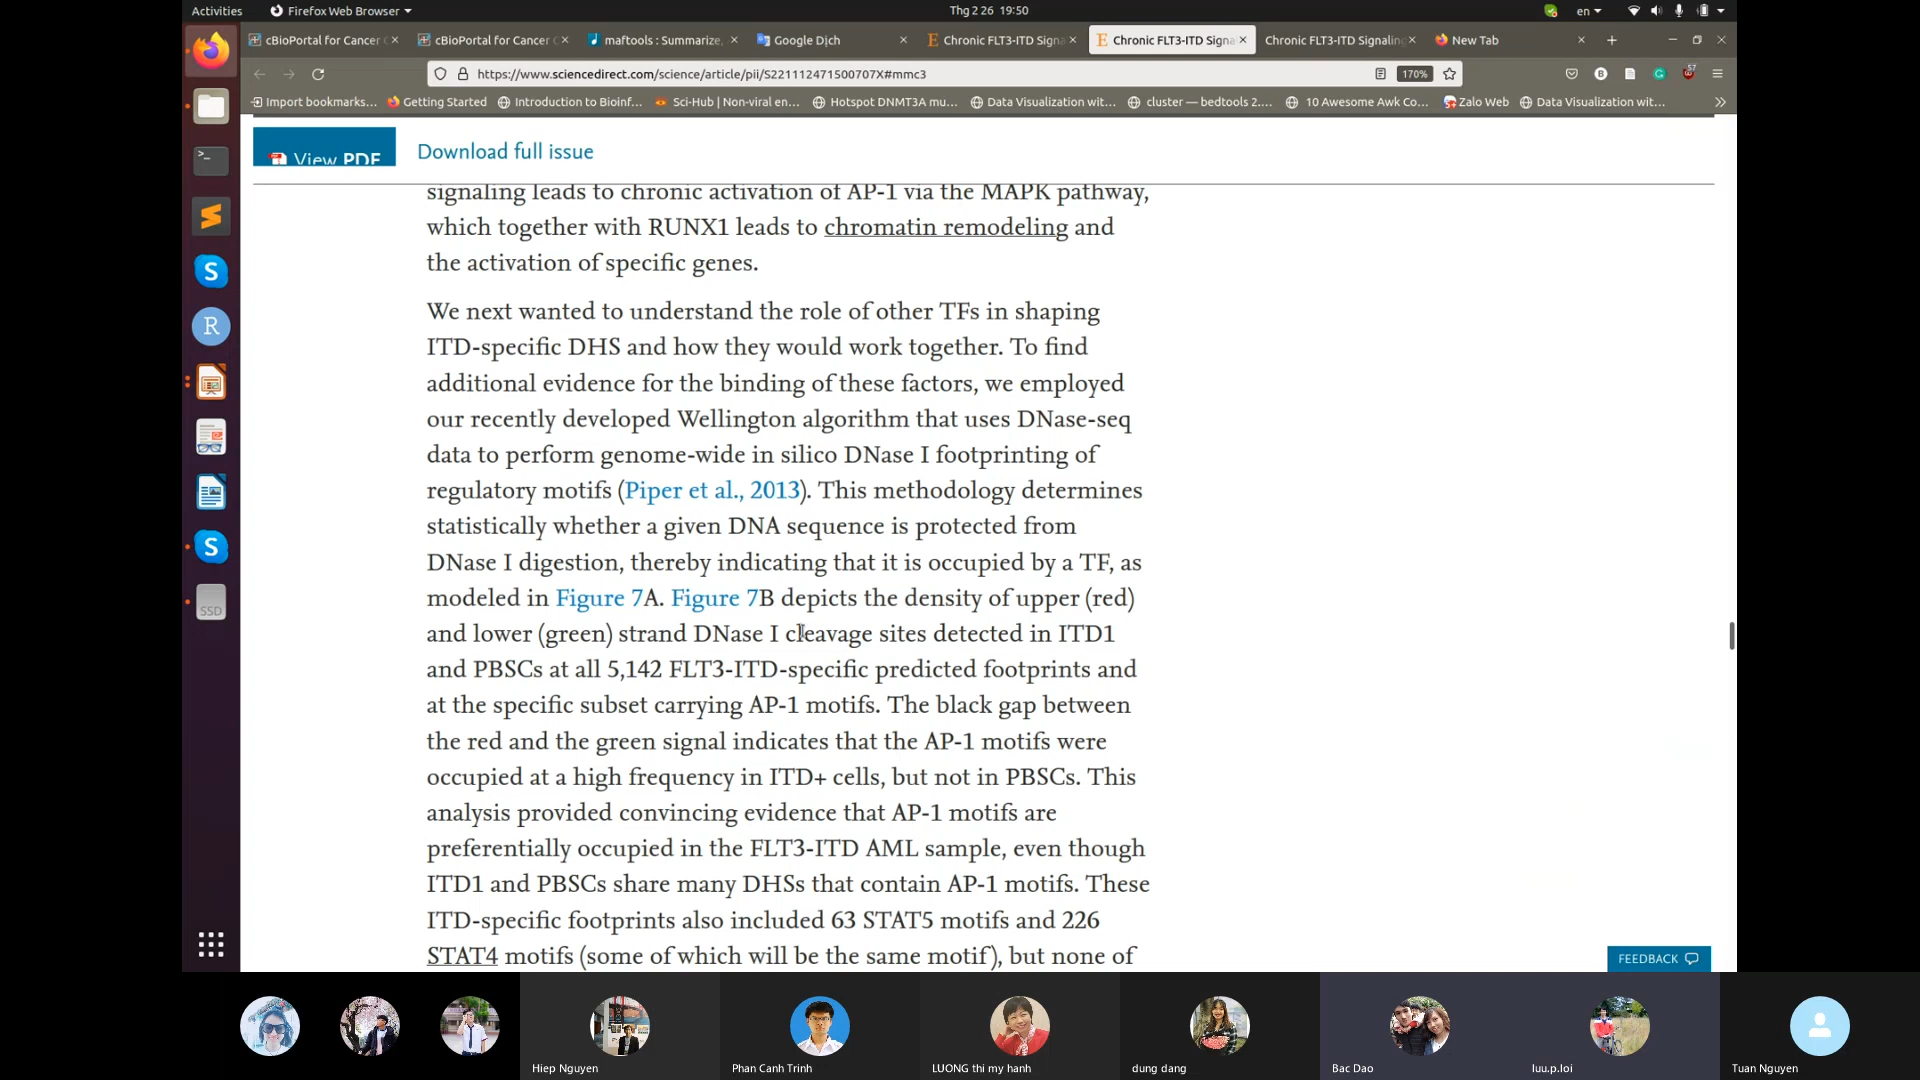 Activities
Firefox Web Browser
Thg 2 26 19:50
en
cBioPortal for Cancer
cBioPortal for Cancer
maftools : Summarize,
Google Dịch
Chronic FLT3-ITD Signa
Chronic FLT3-ITD Signa
Chronic FLT3-ITD Signaling
New Tab
https://www.sciencedirect.com/science/article/pii/S221112471500707X#mmc3
170%
57
Import bookmarks...
Getting Started
Introduction to Bioinf...
Sci-Hub | Non-viral en...
Hotspot DNMT3A mu...
Data Visualization wit...
cluster — bedtools 2....
10 Awesome Awk Co...
Zalo Web
Data Visualization wit...
View PDF
Download full issue
signaling leads to chronic activation of AP-1 via the MAPK pathway,
which together with RUNX1 leads to chromatin remodeling and
the activation of specific genes.
We next wanted to understand the role of other TFs in shaping
ITD-specific DHS and how they would work together. To find
additional evidence for the binding of these factors, we employed
our recently developed Wellington algorithm that uses DNase-seq
data to perform genome-wide in silico DNase I footprinting of
regulatory motifs (Piper et al., 2013). This methodology determines
statistically whether a given DNA sequence is protected from
DNase I digestion, thereby indicating that it is occupied by a TF, as
modeled in Figure 7A. Figure 7B depicts the density of upper (red)
and lower (green) strand DNase I cleavage sites detected in ITD1
and PBSCs at all 5,142 FLT3-ITD-specific predicted footprints and
at the specific subset carrying AP-1 motifs. The black gap between
the red and the green signal indicates that the AP-1 motifs were
occupied at a high frequency in ITD+ cells, but not in PBSCs. This
analysis provided convincing evidence that AP-1 motifs are
preferentially occupied in the FLT3-ITD AML sample, even though
ITD1 and PBSCs share many DHSs that contain AP-1 motifs. These
ITD-specific footprints also included 63 STAT5 motifs and 226
STAT4 motifs (some of which will be the same motif), but none of
FEEDBACK
SSD
Hiep Nguyen
Phan Canh Trinh
LUONG thi my hanh
dung dang
Bac Dao
luu.p.loi
Tuan Nguyen